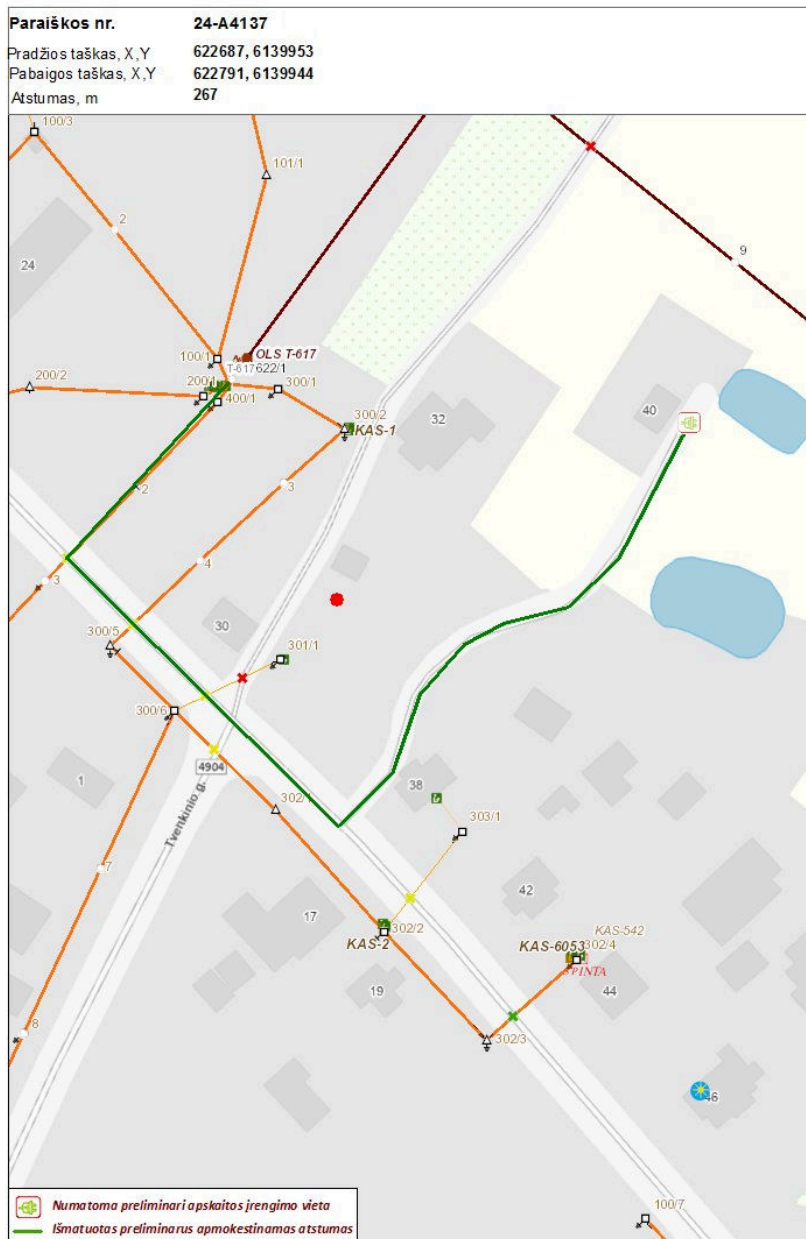 Paraiškos nr. 24-A4137
Pradžios taškas, X,Y 622687, 6139953
Pabaigos taškas, X,Y 622791, 6139944
Atstumas, m 267
100/3
101/1
2
9
24
100/1
OLS T-617
T-617
622/1
200/2
200/1
300/1
400/1
300/2
KAS-1
32
40
2
3
4
3
300/5
30
301/1
300/6
4904
1
Tvenkinio g.
302/1
38
303/1
7
42
17
302/2
KAS-2
KAS-542
KAS-6053
302/4
SPINTA
19
44
8
302/3
46
100/7
Numatoma preliminari apskaitos įrengimo vieta
Išmatuotas preliminarus apmokestinamas atstumas